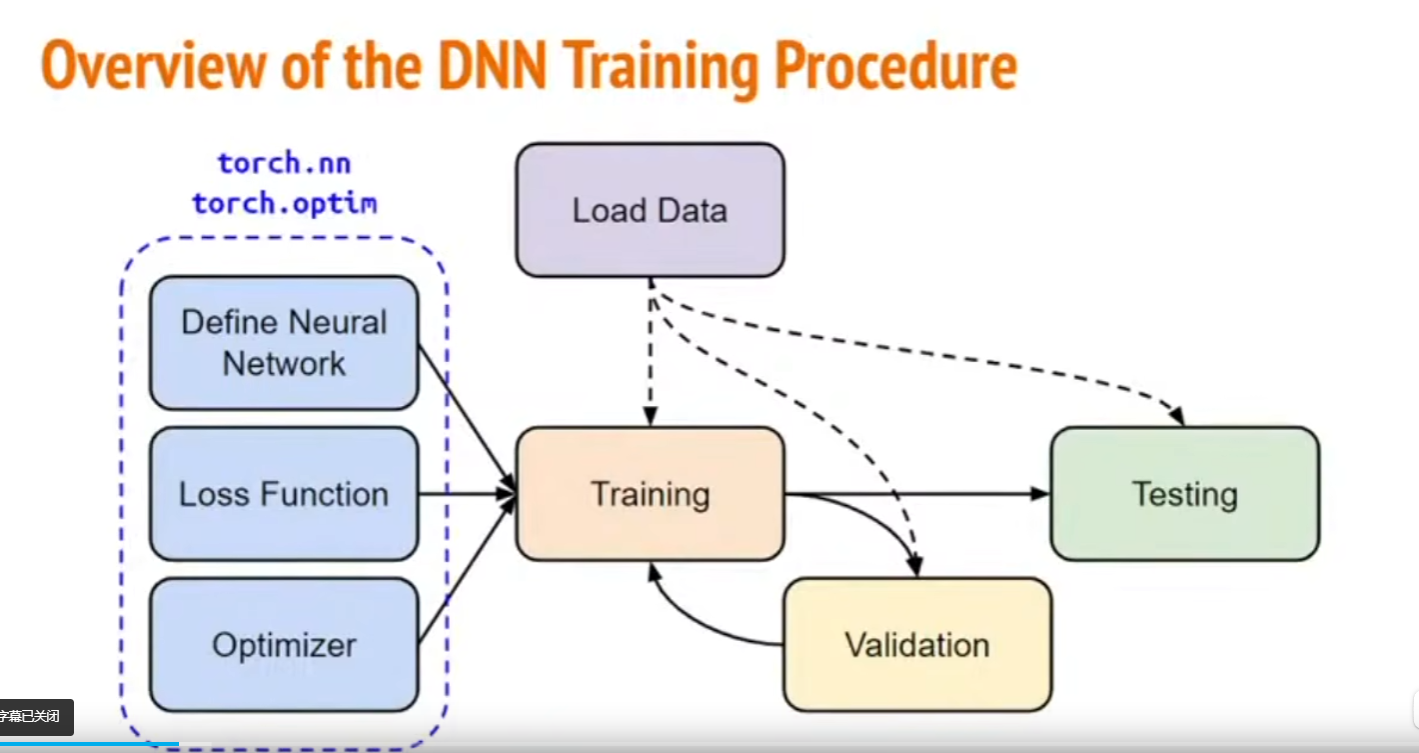 Overview of the DNN Training Procedure
torch.nn
torch.optim
Load Data
Define Neural
Network
Loss Function
Training
Testing
Optimizer
Validation
字幕已关闭